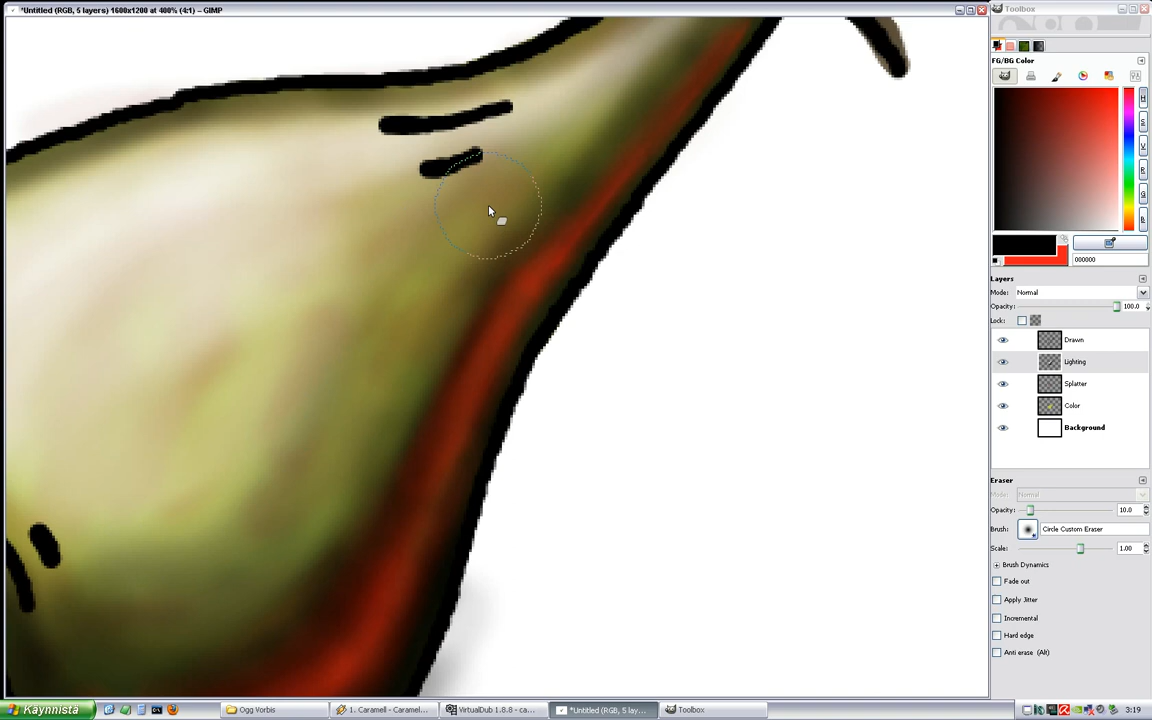 *Untitled (RGB, 5 layers) 1600x1200 at 400% (4:1) – GIMP
Toolbox
FG/BG Color
H
S
V
R
G
000000
Layers
Mode: Normal
Opacity: 100.0
Lock:
Drawn
Lighting
Splatter
Color
Background
Eraser
Mode: Normal
Opacity: 10.0
Brush: Circle Custom Eraser
Scale: 1.00
Brush Dynamics
Fade out
Apply Jitter
Incremental
Hard edge
Anti erase (Alt)
Käynnistä
Ogg Vorbis
1. Caramell - Caramel...
VirtualDub 1.8.8 - ca...
*Untitled (RGB, 5 lay...
Toolbox
3:19